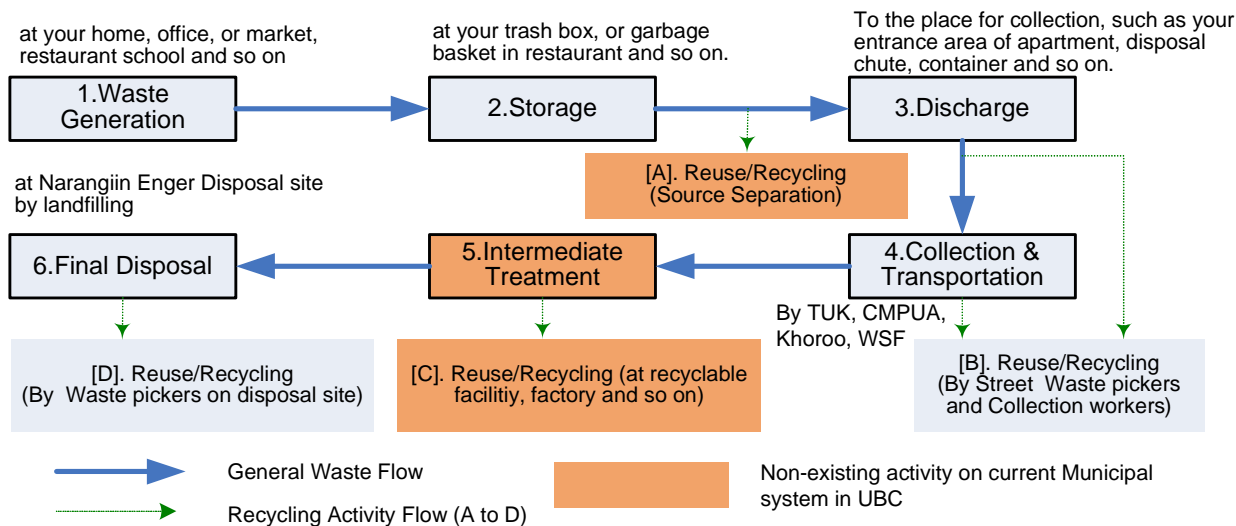 at your home, office, or market,
restaurant school and so on
at your trash box, or garbage
basket in restaurant and so on.
To the place for collection, such as your
entrance area of apartment, disposal
chute, container and so on.
1.Waste
Generation
2.Storage
3.Discharge
[A]. Reuse/Recycling
(Source Separation)
at Narangiin Enger Disposal site
by landfilling
6.Final Disposal
5.Intermediate
Treatment
4.Collection &
Transportation
By TUK, CMPUA,
Khoroo, WSF
[D]. Reuse/Recycling
(By  Waste pickers on disposal site)
[C]. Reuse/Recycling (at recyclable
facilitiy, factory and so on)
[B]. Reuse/Recycling
(By Street  Waste pickers
and Collection workers)
General Waste Flow
Recycling Activity Flow (A to D)
Non-existing activity on current Municipal
system in UBC